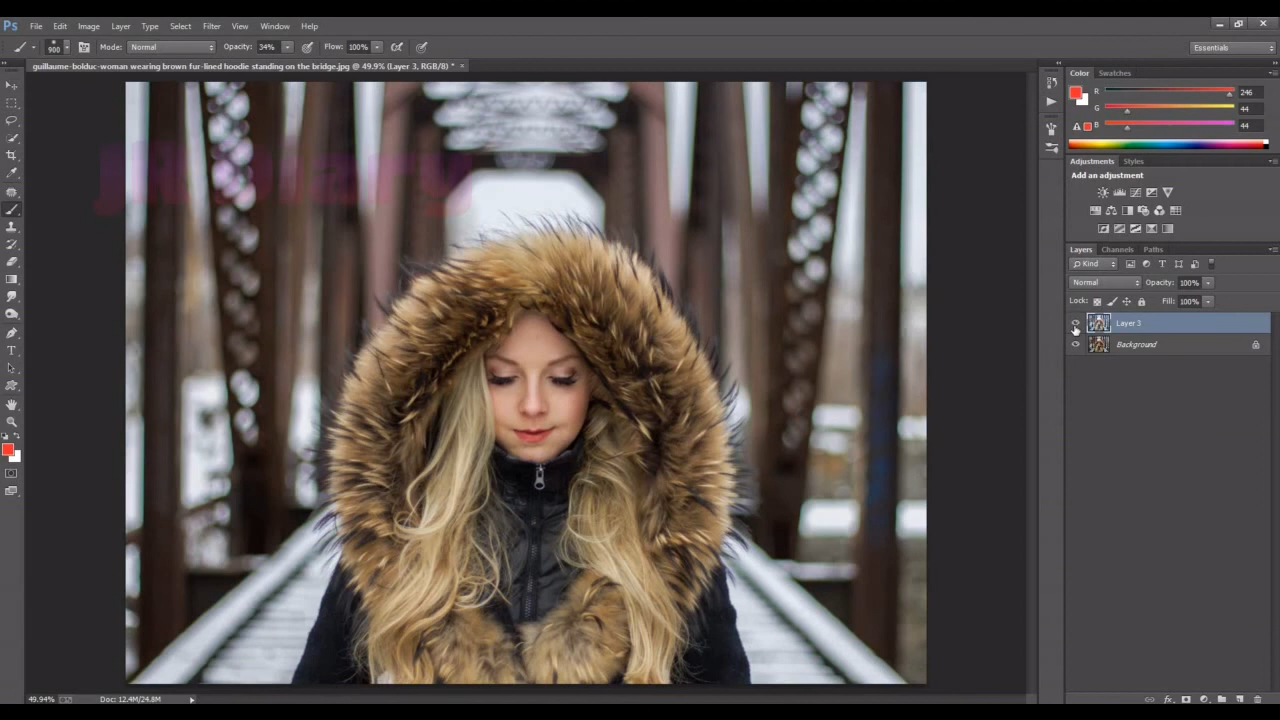 Ps File Edit Image Layer Type Select Filter View Window Help
900 Mode: Normal Opacity: 34% Flow: 100% Essentials
guillaume-bolduc-woman wearing brown fur-lined hoodie standing on the bridge.jpg @ 49.9% (Layer 3, RGB/8) * ×
Color Swatches
R 246
G 44
B 44
Adjustments Styles
Add an adjustment
Layers Channels Paths
Kind
Normal Opacity: 100%
Lock: Fill: 100%
Layer 3
Background
49.94% Doc: 12.4M/24.8M